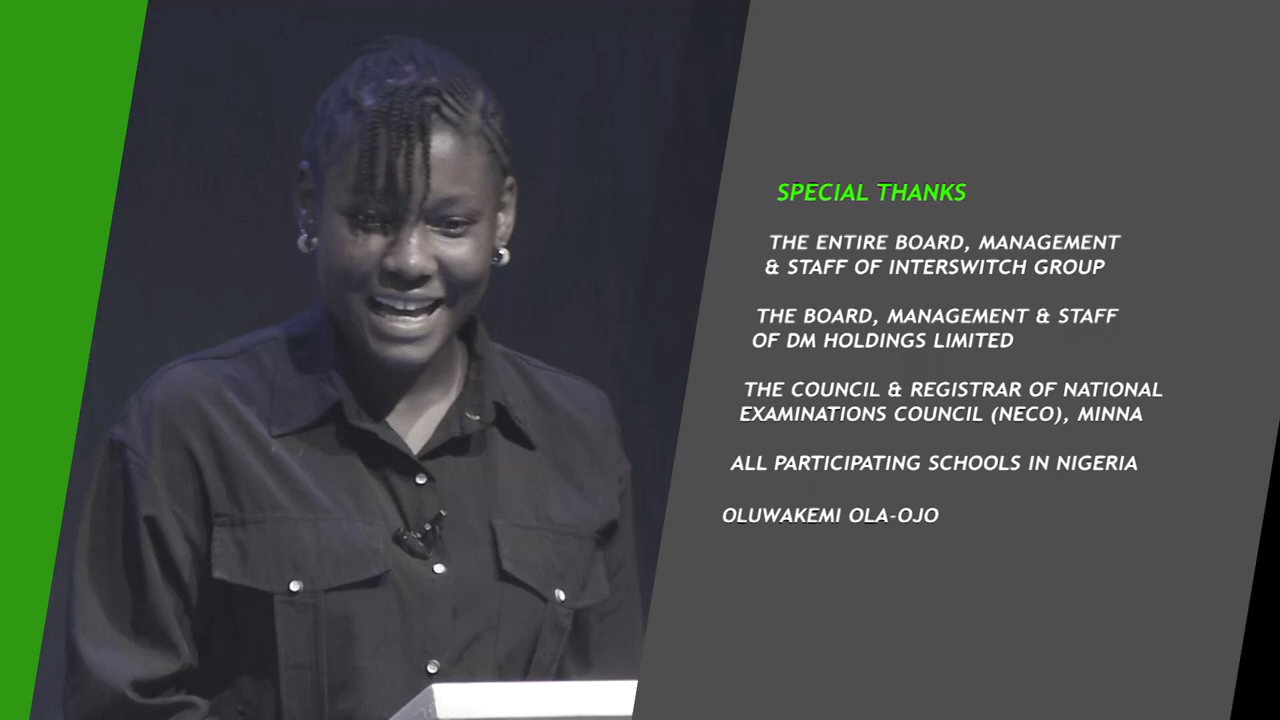 SPECIAL THANKS
THE ENTIRE BOARD, MANAGEMENT
& STAFF OF INTERSWITCH GROUP
THE BOARD, MANAGEMENT & STAFF
OF DM HOLDINGS LIMITED
THE COUNCIL & REGISTRAR OF NATIONAL
EXAMINATIONS COUNCIL (NECO), MINNA
ALL PARTICIPATING SCHOOLS IN NIGERIA
OLUWAKEMI OLA-OJO